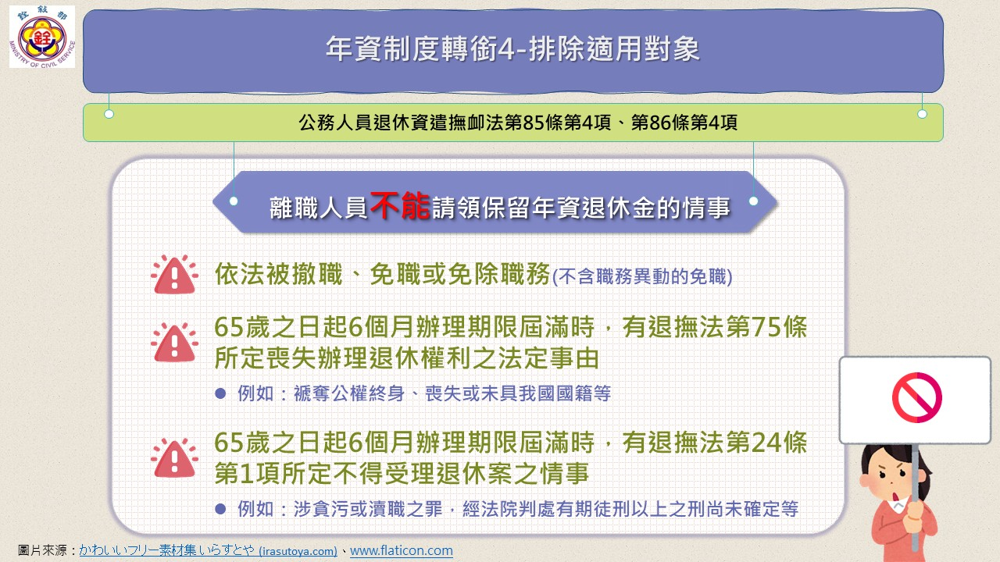 銓敘部
銓
MINISTRY OF CIVIL SERVICE
年資制度轉銜4-排除適用對象
公務人員退休資遣撫卹法第85條第4項、第86條第4項
離職人員不能請領保留年資退休金的情事
依法被撤職、免職或免除職務(不含職務異動的免職)
65歲之日起6個月辦理期限屆滿時，有退撫法第75條
所定喪失辦理退休權利之法定事由
● 例如：褫奪公權終身、喪失或未具我國國籍等
65歲之日起6個月辦理期限屆滿時，有退撫法第24條
第1項所定不得受理退休案之情事
● 例如：涉貪污或瀆職之罪，經法院判處有期徒刑以上之刑尚未確定等
圖片來源：かわいいフリー素材集 いらすとや (irasutoya.com)、www.flaticon.com